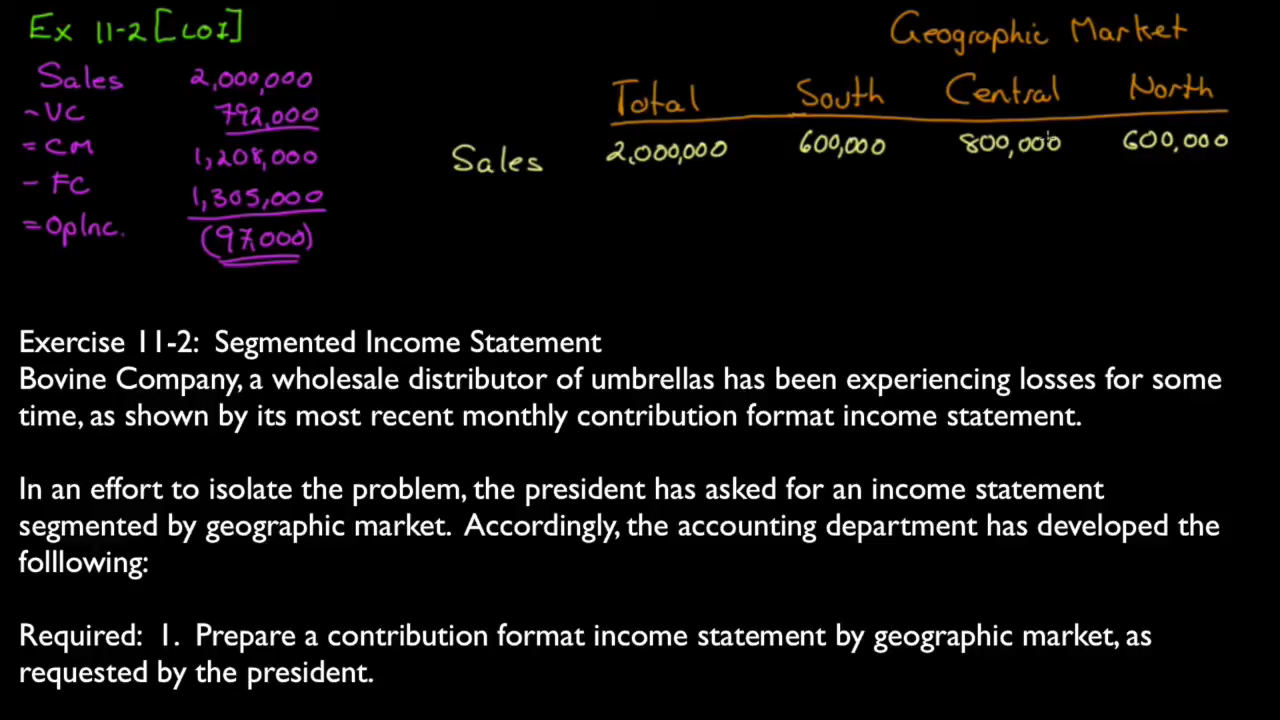 Ex 11-2 [LO1]
Geographic Market
Sales 2,000,000
- VC 792,000
= CM 1,208,000
- FC 1,305,000
= OpInc. (97,000)
Total South Central North
Sales 2,000,000 600,000 800,000 600,000
Exercise 11-2: Segmented Income Statement
Bovine Company, a wholesale distributor of umbrellas has been experiencing losses for some
time, as shown by its most recent monthly contribution format income statement.
In an effort to isolate the problem, the president has asked for an income statement
segmented by geographic market. Accordingly, the accounting department has developed the
folllowing:
Required: 1. Prepare a contribution format income statement by geographic market, as
requested by the president.